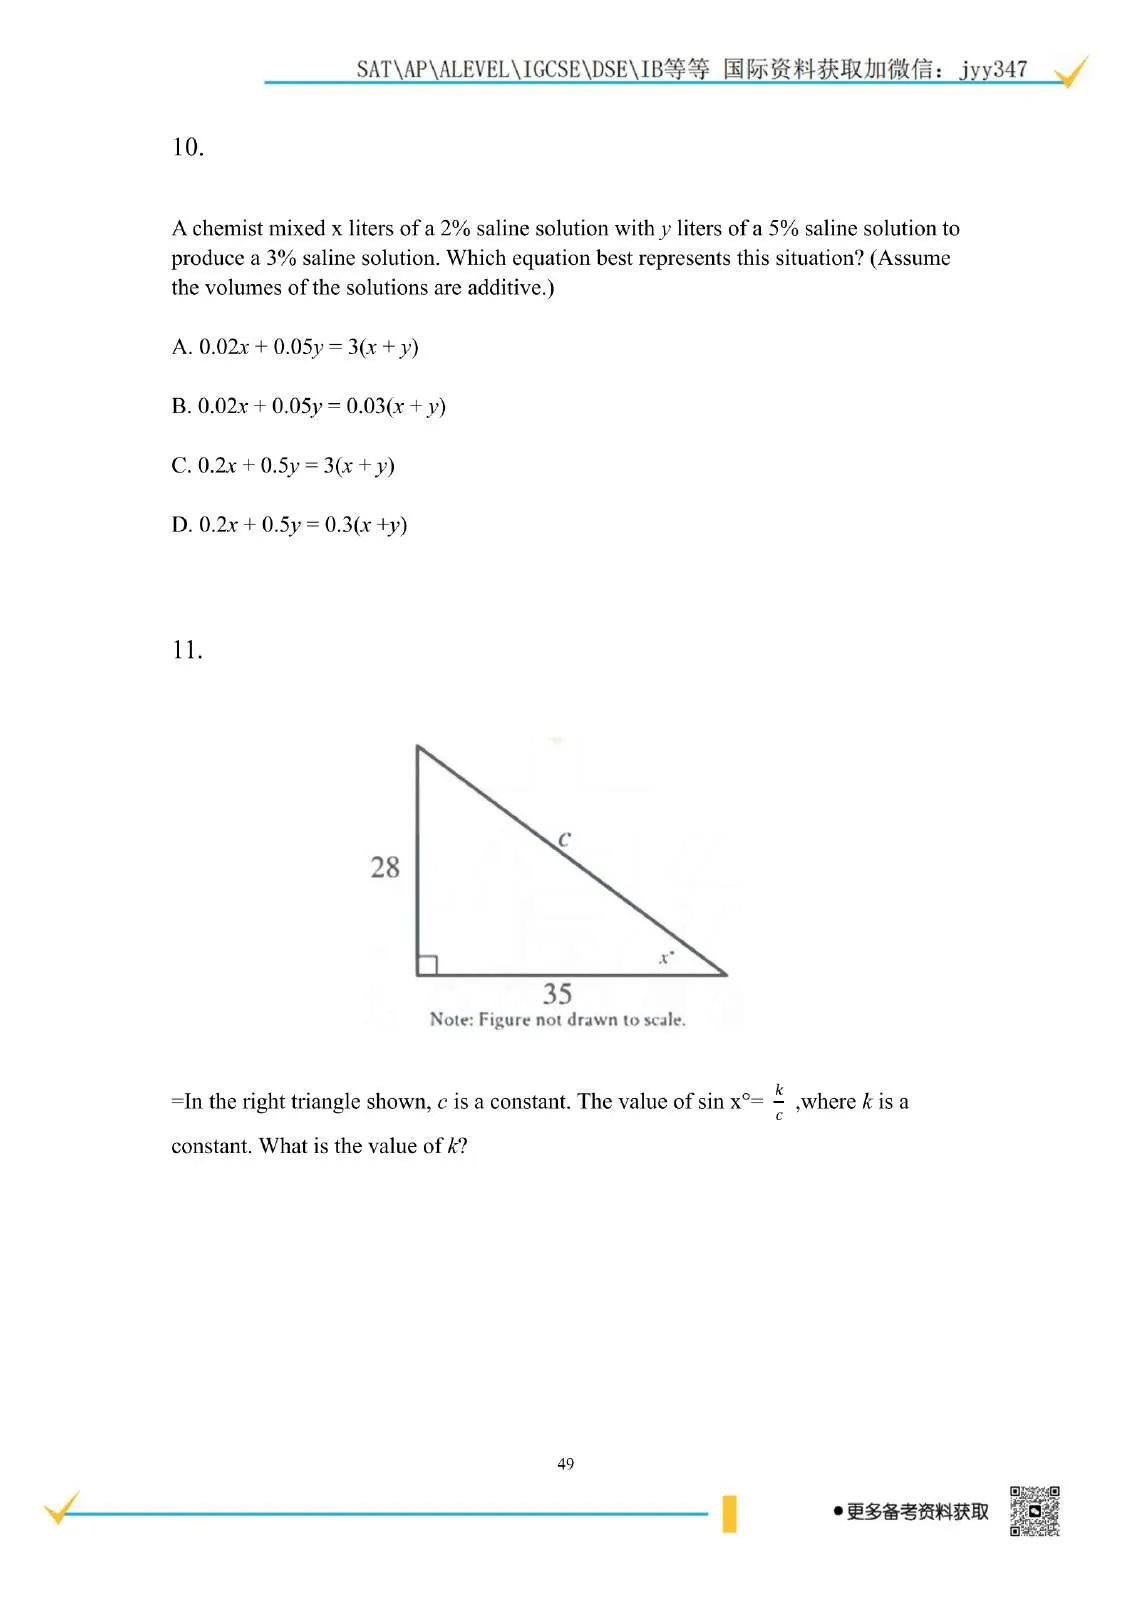 SAT\AP\ALEVEL\IGCSE\DSE\IB等等 国际资料获取加微信：jyy347
10.
A chemist mixed x liters of a 2% saline solution with y liters of a 5% saline solution to
produce a 3% saline solution. Which equation best represents this situation? (Assume
the volumes of the solutions are additive.)
A. 0.02x + 0.05y = 3(x + y)
B. 0.02x + 0.05y = 0.03(x + y)
C. 0.2x + 0.5y = 3(x + y)
D. 0.2x + 0.5y = 0.3(x +y)
11.
c
28
x°
35
Note: Figure not drawn to scale.
=In the right triangle shown, c is a constant. The value of sin x°= k/c ,where k is a
constant. What is the value of k?
49
●更多备考资料获取